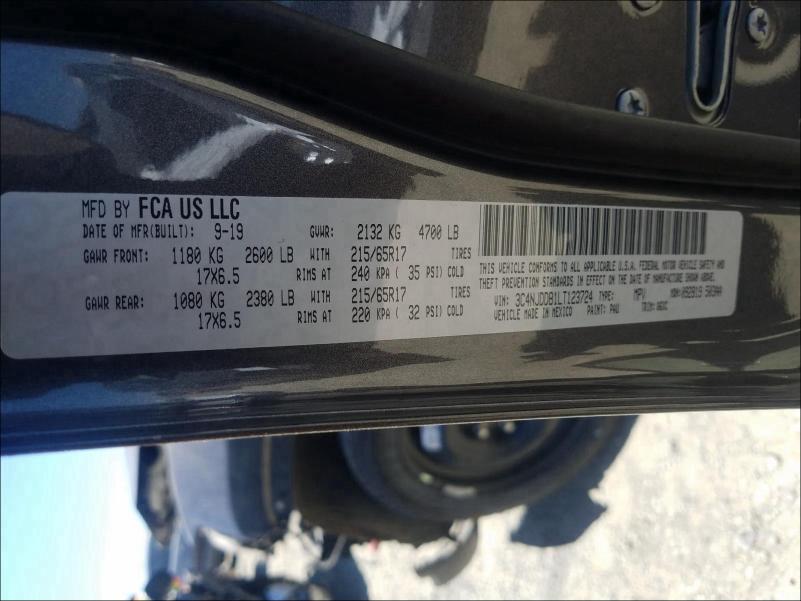 MFD BY FCA US LLC
DATE OF MFR(BUILT): 9-19 GVWR: 2132 KG 4700 LB
GAWR FRONT: 1180 KG 2600 LB WITH 215/65R17 TIRES
17X6.5 RIMS AT 240 KPA ( 35 PSI) COLD
GAWR REAR: 1080 KG 2380 LB WITH 215/65R17 TIRES
17X6.5 RIMS AT 220 KPA ( 32 PSI) COLD
THIS VEHICLE CONFORMS TO ALL APPLICABLE U.S.A. FEDERAL MOTOR VEHICLE SAFETY AND
THEFT PREVENTION STANDARDS IN EFFECT ON THE DATE OF MANUFACTURE SHOWN ABOVE.
VIN: 3C4NJDDB1LT123724 TYPE: MPV MDH:
VEHICLE MADE IN MEXICO PAINT: PAU TRIM: